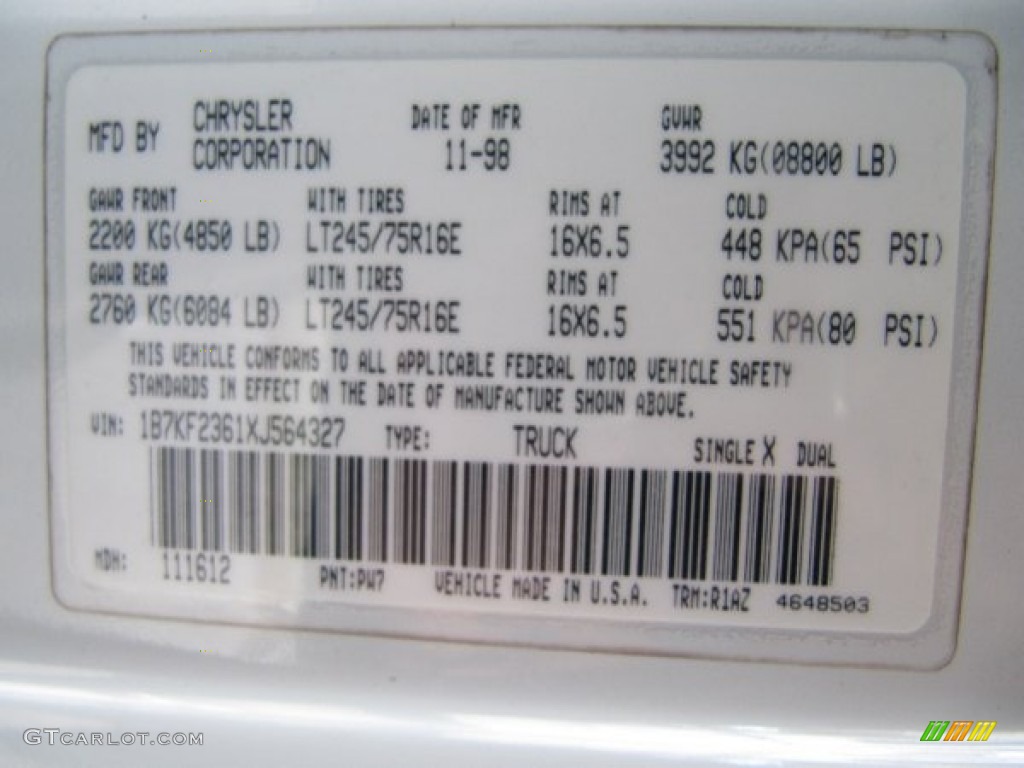 MFD BY CHRYSLER CORPORATION DATE OF MFR 11-98 GVWR 3992 KG(08800 LB)
GAWR FRONT WITH TIRES RIMS AT COLD
2200 KG(4850 LB) LT245/75R16E 16X6.5 448 KPA(65 PSI)
GAWR REAR WITH TIRES RIMS AT COLD
2760 KG(6084 LB) LT245/75R16E 16X6.5 551 KPA(80 PSI)
THIS VEHICLE CONFORMS TO ALL APPLICABLE FEDERAL MOTOR VEHICLE SAFETY
STANDARDS IN EFFECT ON THE DATE OF MANUFACTURE SHOWN ABOVE.
VIN: 1B7KF2361XJ564327 TYPE: TRUCK SINGLE X DUAL
MDH: 111612 PNT:PW7 VEHICLE MADE IN U.S.A. TRM:R1AZ 4648503
GTCARLOT.COM